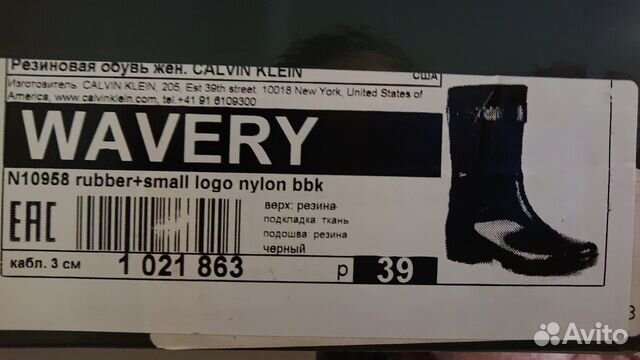 Резиновая обувь жен. CALVIN KLEIN
США
Изготовитель: CALVIN KLEIN, 205, Est 39th street, 10018 New York, United States of
America, www.calvinklein.com, tel.+41 91 6109300
WAVERY
N10958 rubber+small logo nylon bbk
EAC
верх: резина
подкладка ткань
подошва резина
черный
кабл. 3 см
1 021 863
р 39
Avito